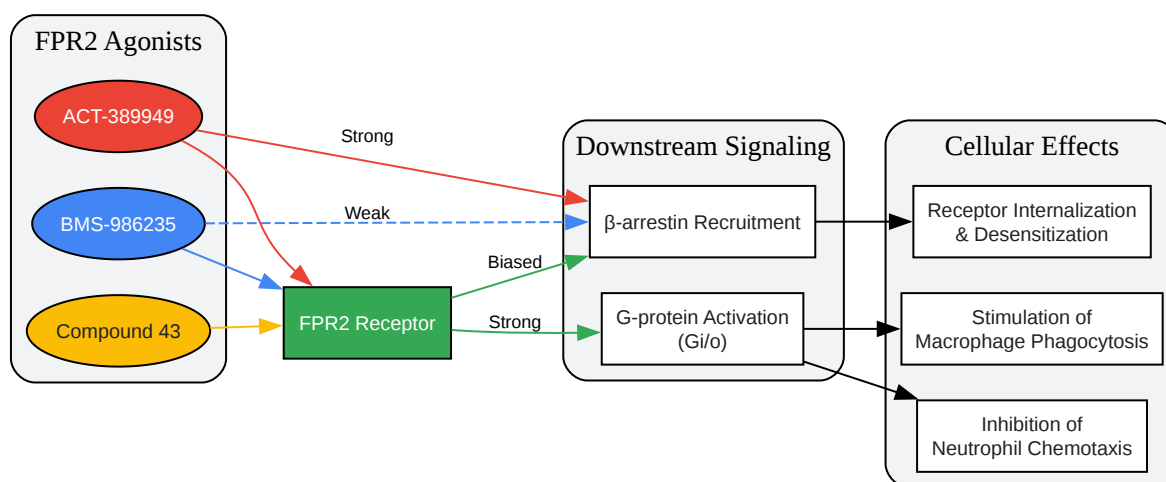 FPR2 Agonists
ACT-389949
BMS-986235
Compound 43
Strong
Weak
FPR2 Receptor
Biased
Strong
Downstream Signaling
β-arrestin Recruitment
G-protein Activation
(Gi/o)
Cellular Effects
Receptor Internalization
& Desensitization
Stimulation of
Macrophage Phagocytosis
Inhibition of
Neutrophil Chemotaxis